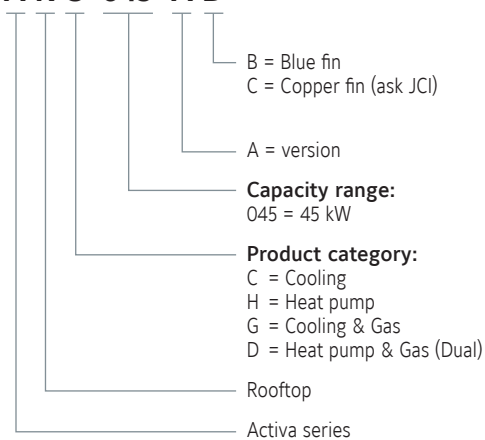 B = Blue fin
C = Copper fin (ask JCI)
A = version
Capacity range:
045 = 45 kW
Product category:
C = Cooling
H = Heat pump
G = Cooling & Gas
D = Heat pump & Gas (Dual)
Rooftop
Activa series